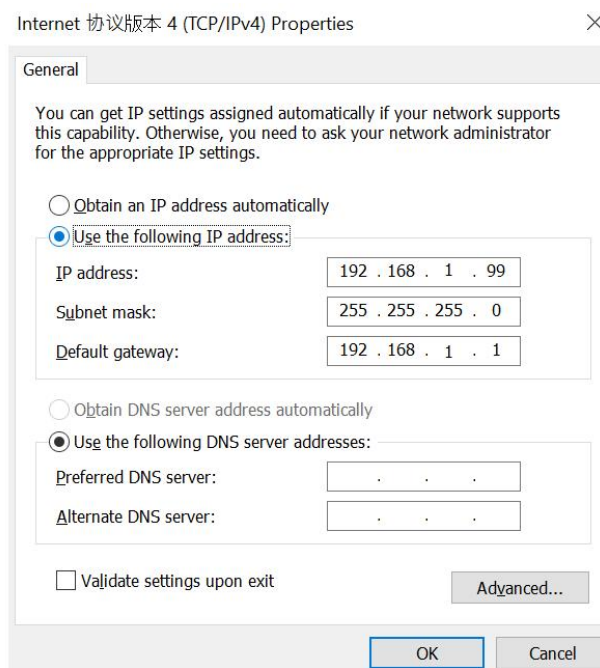 Internet 协议版本 4 (TCP/IPv4) Properties
General
You can get IP settings assigned automatically if your network supports
this capability. Otherwise, you need to ask your network administrator
for the appropriate IP settings.
Obtain an IP address automatically
Use the following IP address:
IP address: 192 . 168 . 1 . 99
Subnet mask: 255 . 255 . 255 . 0
Default gateway: 192 . 168 . 1 . 1
Obtain DNS server address automatically
Use the following DNS server addresses:
Preferred DNS server: . . .
Alternate DNS server: . . .
Validate settings upon exit
Advanced...
OK Cancel